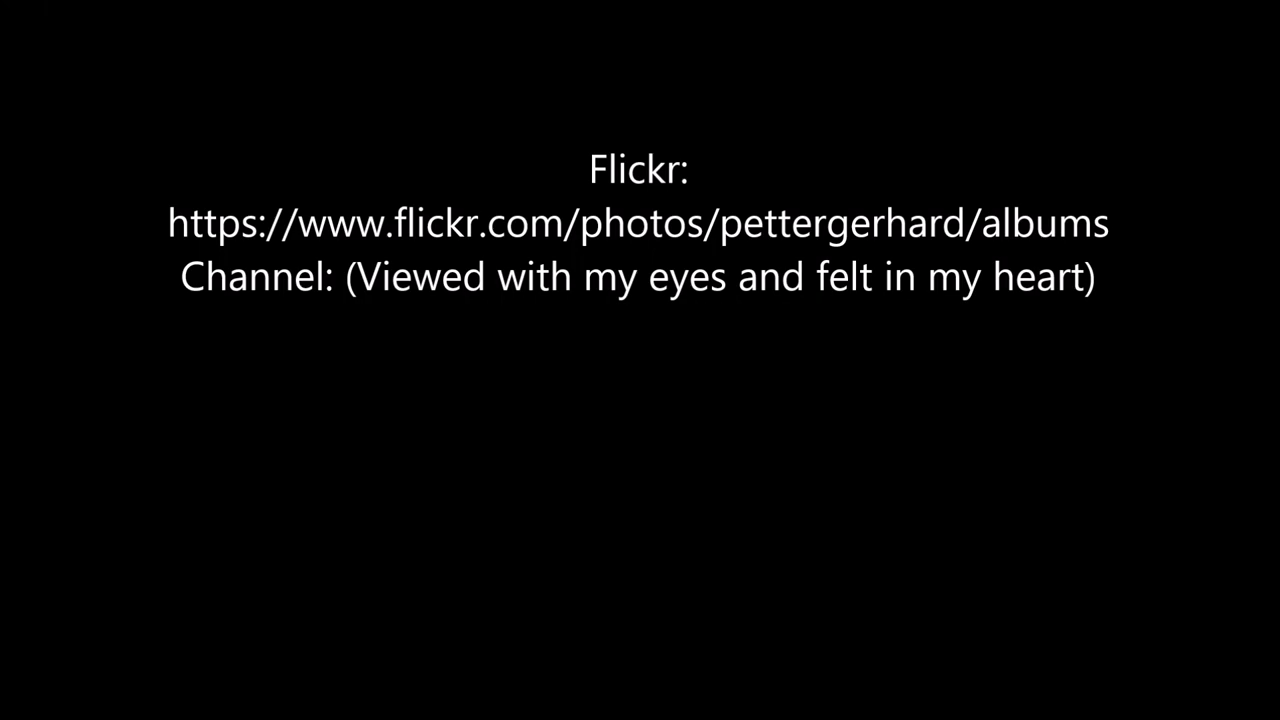 Flickr:
https://www.flickr.com/photos/pettergerhard/albums
Channel: (Viewed with my eyes and felt in my heart)